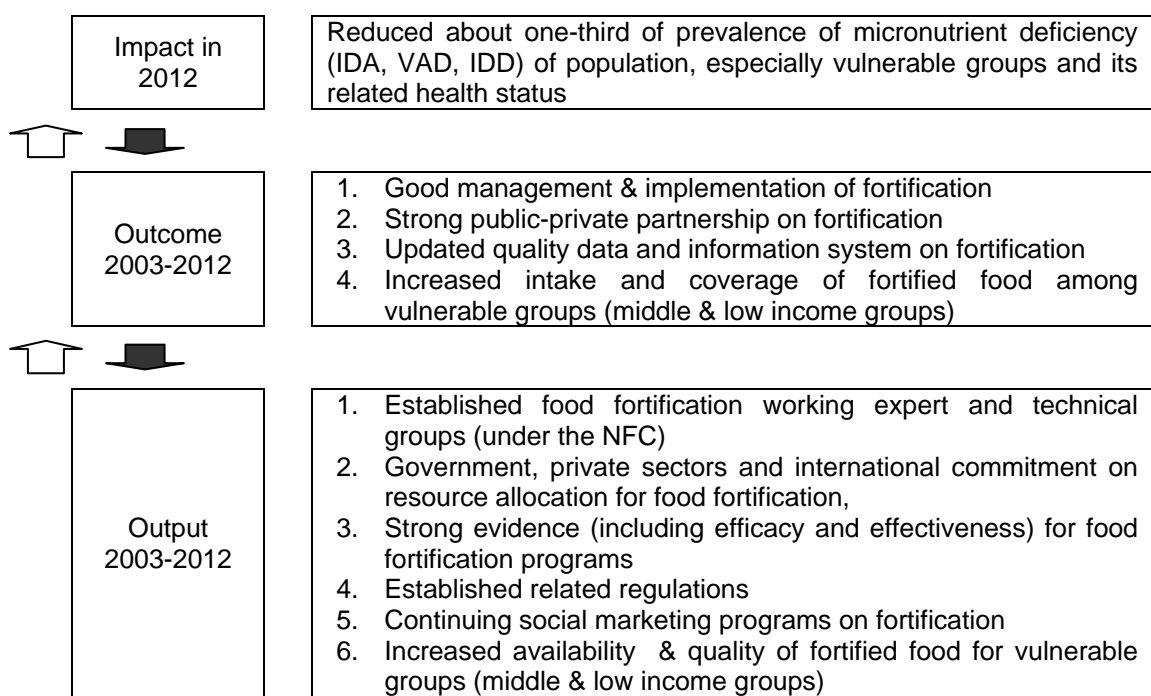 Impact in
2012
Reduced about one-third of prevalence of micronutrient deficiency
(IDA, VAD, IDD) of population, especially vulnerable groups and its
related health status
Outcome
2003-2012
1. Good management & implementation of fortification
2. Strong public-private partnership on fortification
3. Updated quality data and information system on fortification
4. Increased intake and coverage of fortified food among
vulnerable groups (middle & low income groups)
Output
2003-2012
1. Established food fortification working expert and technical
groups (under the NFC)
2. Government, private sectors and international commitment on
resource allocation for food fortification,
3. Strong evidence (including efficacy and effectiveness) for food
fortification programs
4. Established related regulations
5. Continuing social marketing programs on fortification
6. Increased availability & quality of fortified food for vulnerable
groups (middle & low income groups)